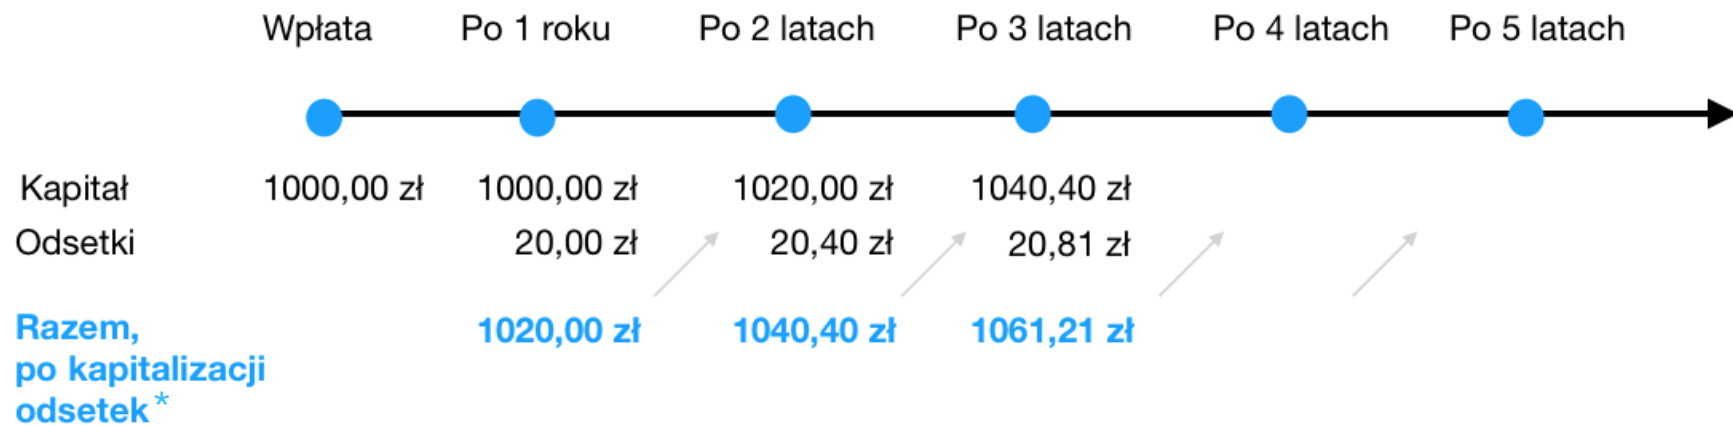 Wpłata Po 1 roku Po 2 latach Po 3 latach Po 4 latach Po 5 latach
Kapitał 1000,00 zł 1000,00 zł 1020,00 zł 1040,40 zł
Odsetki 20,00 zł 20,40 zł 20,81 zł
Razem, 1020,00 zł 1040,40 zł 1061,21 zł
po kapitalizacji
odsetek*